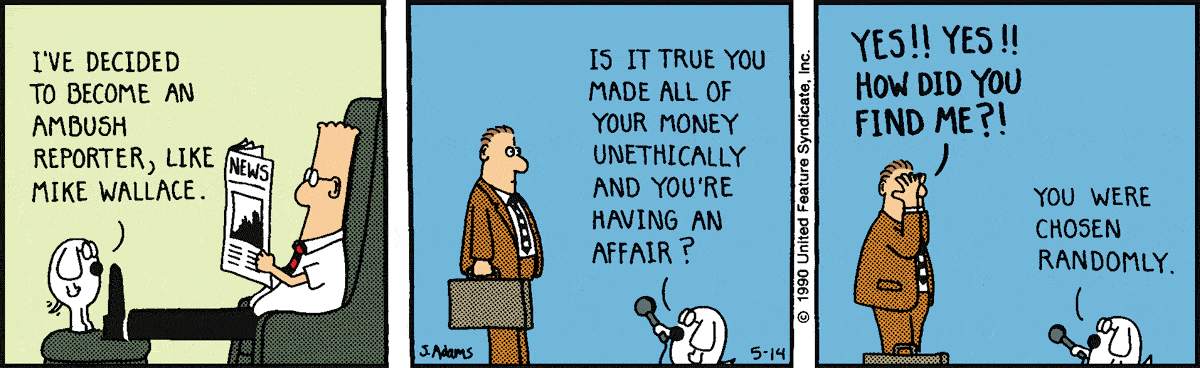 I'VE DECIDED
TO BECOME AN
AMBUSH
REPORTER, LIKE
MIKE WALLACE.
NEWS
IS IT TRUE YOU
MADE ALL OF
YOUR MONEY
UNETHICALLY
AND YOU'RE
HAVING AN
AFFAIR?
S. Adams
5-14
© 1990 United Feature Syndicate, Inc.
YES!! YES!!
HOW DID YOU
FIND ME?!
YOU WERE
CHOSEN
RANDOMLY.